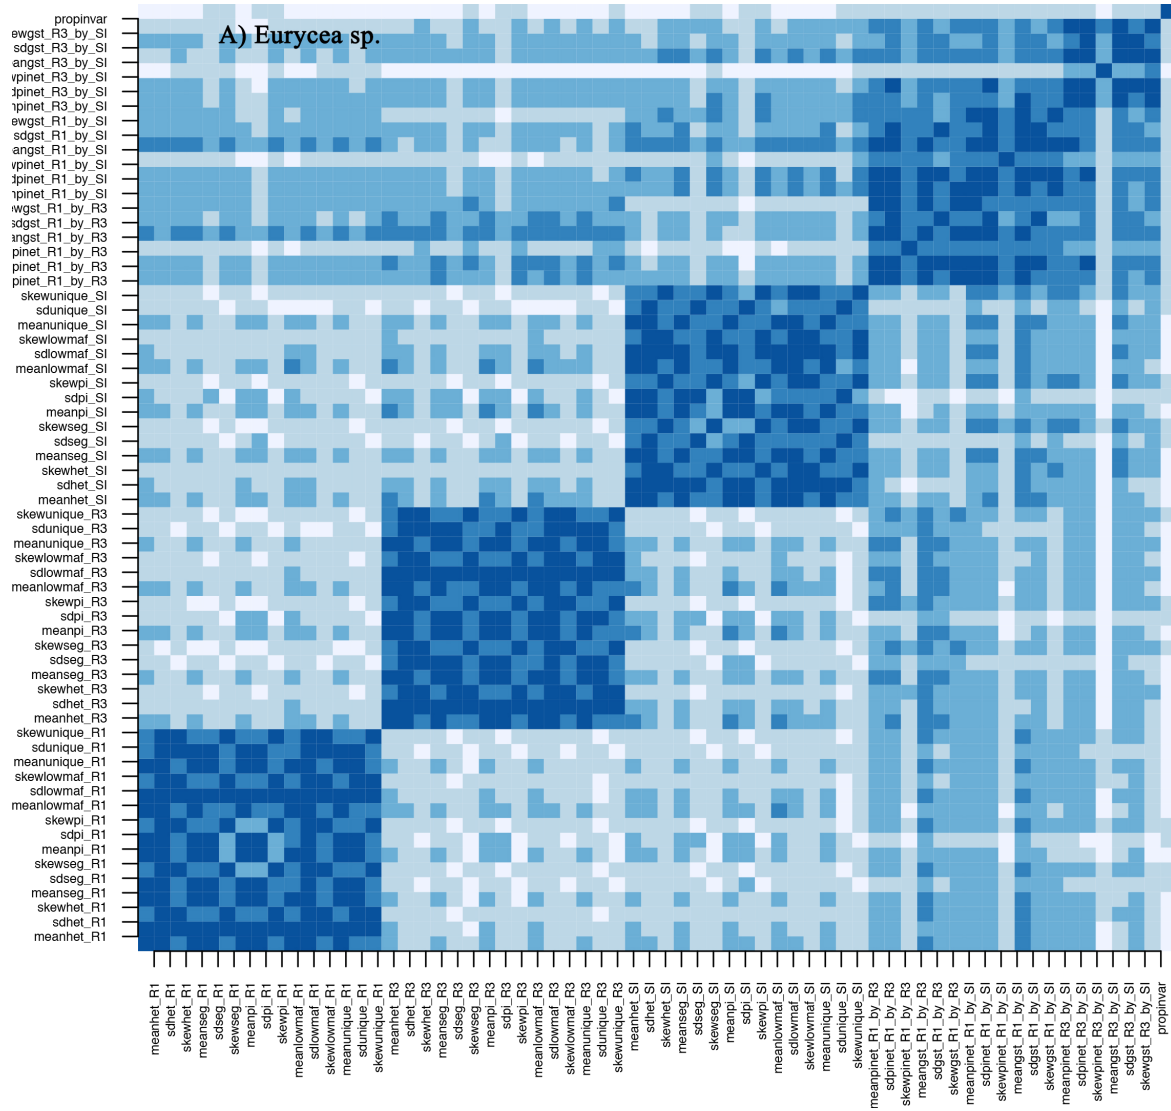 A) Eurycea sp.
propinvar
ewgst_R3_by_SI
sdgst_R3_by_SI
angst_R3_by_SI
vpinet_R3_by_SI
dpinet_R3_by_SI
npinet_R3_by_SI
ewgst_R1_by_SI
sdgst_R1_by_SI
angst_R1_by_SI
vpinet_R1_by_SI
dpinet_R1_by_SI
npinet_R1_by_SI
wgst_R1_by_R3
sdgst_R1_by_R3
angst_R1_by_R3
pinet_R1_by_R3
pinet_R1_by_R3
skewunique_SI
sdunique_SI
meanunique_SI
skewlowmaf_SI
sdlowmaf_SI
meanlowmaf_SI
skewpi_SI
sdpi_SI
meanpi_SI
skewseg_SI
sdseg_SI
meanseg_SI
skewhet_SI
sdhet_SI
meanhet_SI
skewunique_R3
sdunique_R3
meanunique_R3
skewlowmaf_R3
sdlowmaf_R3
meanlowmaf_R3
skewpi_R3
sdpi_R3
meanpi_R3
skewseg_R3
sdseg_R3
meanseg_R3
skewhet_R3
sdhet_R3
meanhet_R3
skewunique_R1
sdunique_R1
meanunique_R1
skewlowmaf_R1
sdlowmaf_R1
meanlowmaf_R1
skewpi_R1
sdpi_R1
meanpi_R1
skewseg_R1
sdseg_R1
meanseg_R1
skewhet_R1
sdhet_R1
meanhet_R1
meanhet_R1
sdhet_R1
skewhet_R1
meanseg_R1
sdseg_R1
skewseg_R1
meanpi_R1
sdpi_R1
skewpi_R1
meanlowmaf_R1
sdlowmaf_R1
skewlowmaf_R1
meanunique_R1
sdunique_R1
skewunique_R1
meanhet_R3
sdhet_R3
skewhet_R3
meanseg_R3
sdseg_R3
skewseg_R3
meanpi_R3
sdpi_R3
skewpi_R3
meanlowmaf_R3
sdlowmaf_R3
skewlowmaf_R3
meanunique_R3
sdunique_R3
skewunique_R3
meanhet_SI
sdhet_SI
skewhet_SI
meanseg_SI
sdseg_SI
skewseg_SI
meanpi_SI
sdpi_SI
skewpi_SI
meanlowmaf_SI
sdlowmaf_SI
skewlowmaf_SI
meanunique_SI
sdunique_SI
skewunique_SI
meanpinet_R1_by_R3
sdpinet_R1_by_R3
skewpinet_R1_by_R3
meangst_R1_by_R3
sdgst_R1_by_R3
skewgst_R1_by_R3
meanpinet_R1_by_SI
sdpinet_R1_by_SI
skewpinet_R1_by_SI
meangst_R1_by_SI
sdgst_R1_by_SI
skewgst_R1_by_SI
meanpinet_R3_by_SI
sdpinet_R3_by_SI
skewpinet_R3_by_SI
meangst_R3_by_SI
sdgst_R3_by_SI
skewgst_R3_by_SI
propinvar